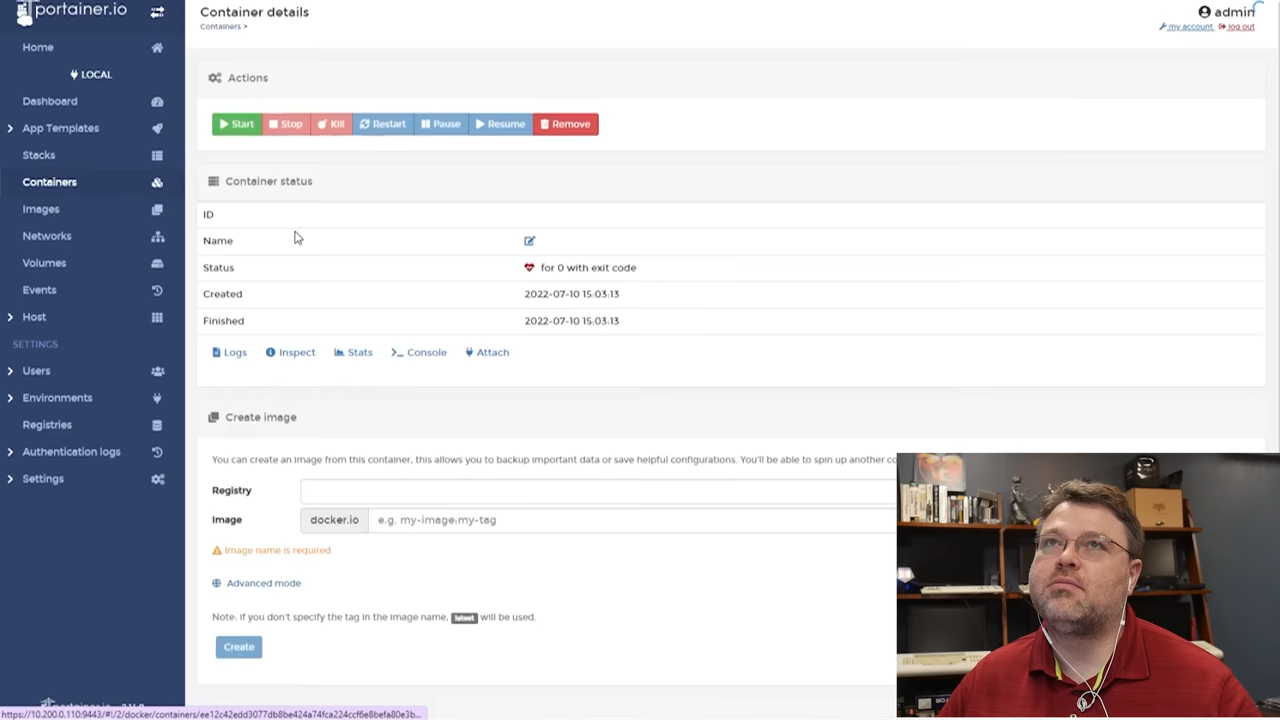 portainer.io
Container details
Containers >
admin
my account log out
Home
LOCAL
Dashboard
App Templates
Stacks
Containers
Images
Networks
Volumes
Events
Host
SETTINGS
Users
Environments
Registries
Authentication logs
Settings
Actions
Start Stop Kill Restart Pause Resume Remove
Container status
ID
Name
Status for 0 with exit code
Created 2022-07-10 15:03:13
Finished 2022-07-10 15:03:13
Logs Inspect Stats Console Attach
Create image
You can create an image from this container, this allows you to backup important data or save helpful configurations. You'll be able to spin up another co
Registry
Image docker.io e.g. my-image:my-tag
Image name is required
Advanced mode
Note: if you don't specify the tag in the image name, latest will be used.
Create